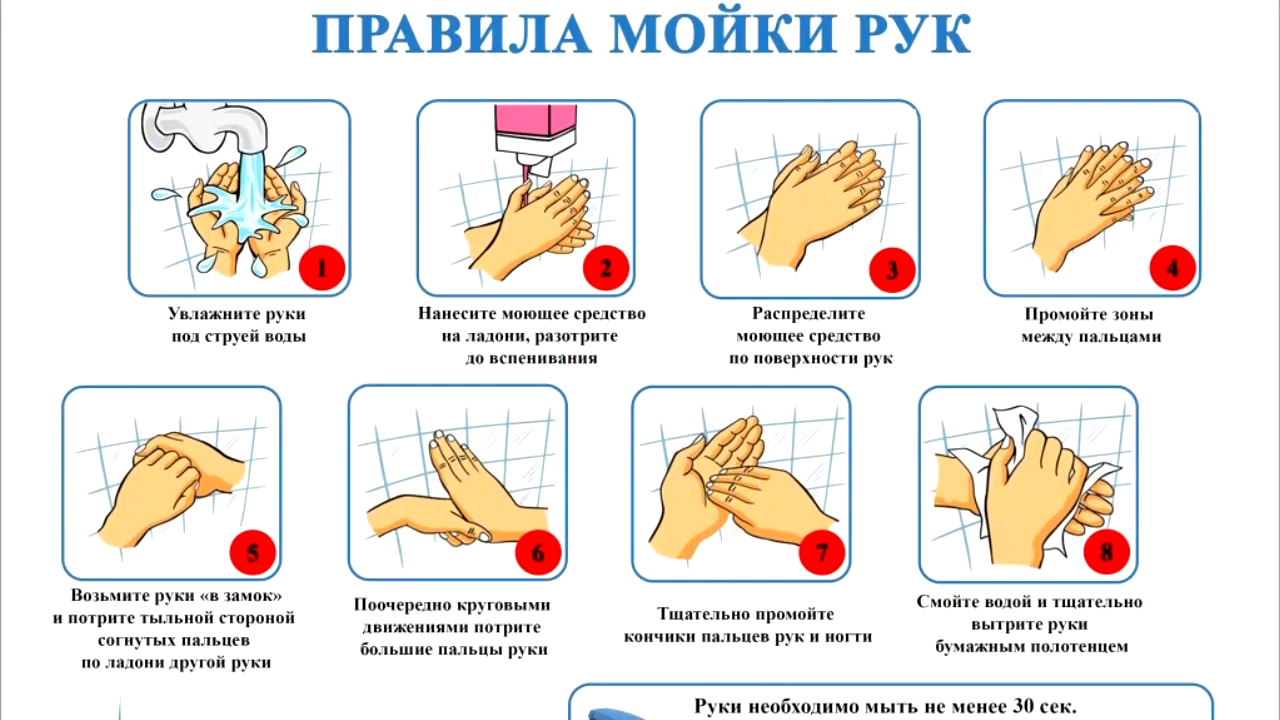 ПРАВИЛА МОЙКИ РУК
1
2
3
4
Увлажните руки
под струей воды
Нанесите моющее средство
на ладони, разотрите
до вспенивания
Распределите
моющее средство
по поверхности рук
Промойте зоны
между пальцами
5
6
7
8
Возьмите руки «в замок»
и потрите тыльной стороной
согнутых пальцев
по ладони другой руки
Поочередно круговыми
движениями потрите
большие пальцы руки
Тщательно промойте
кончики пальцев рук и ногти
Смойте водой и тщательно
вытрите руки
бумажным полотенцем
Руки необходимо мыть не менее 30 сек.